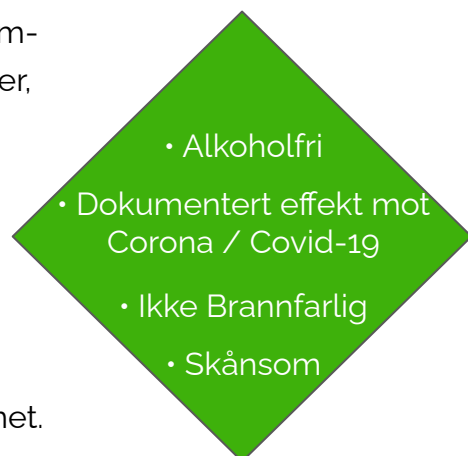 m-
er,
• Alkoholfri
• Dokumentert effekt mot
Corona / Covid-19
• Ikke Brannfarlig
• Skånsom
net.